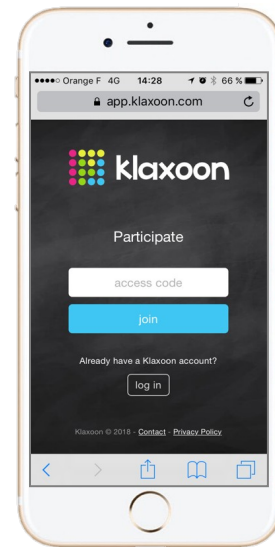 Orange F 4G 14:28 66 %
app.klaxoon.com
klaxoon
Participate
access code
join
Already have a Klaxoon account?
log in
Klaxoon © 2018 - Contact - Privacy Policy